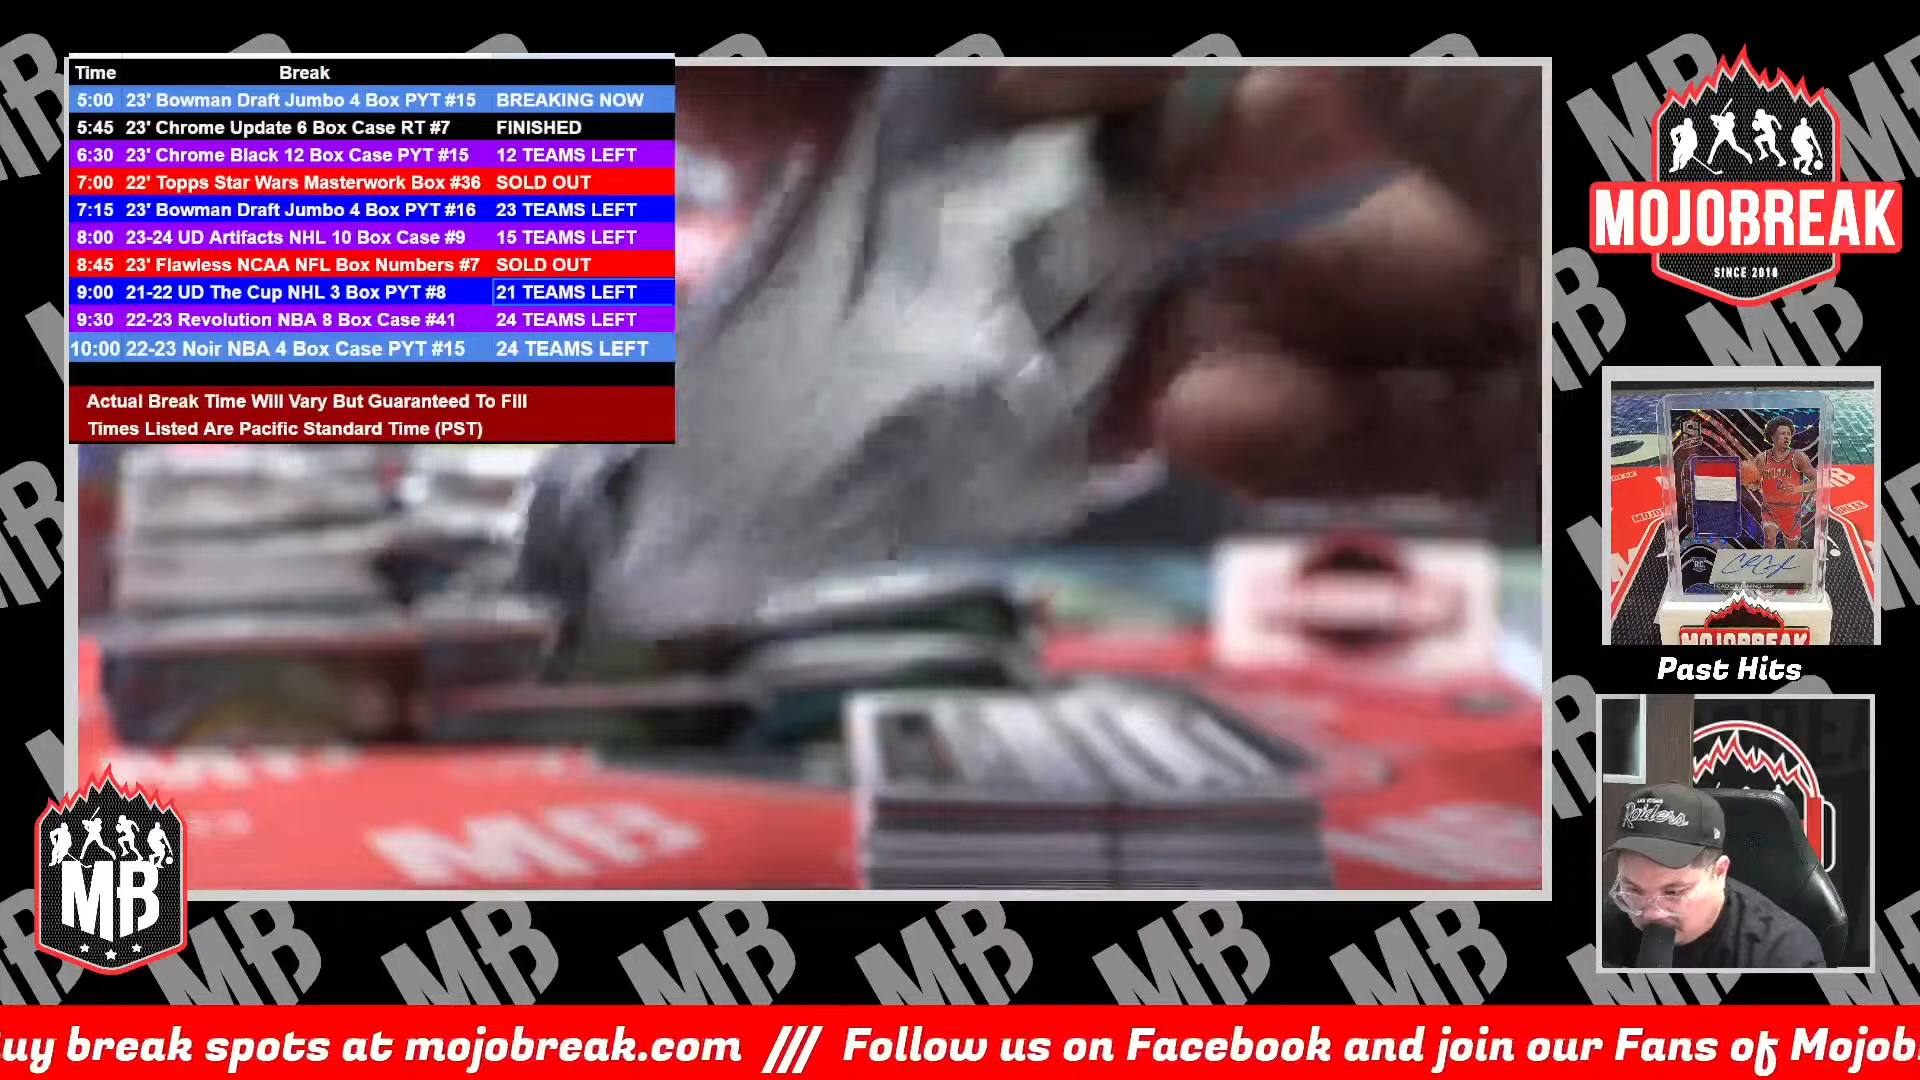 Time Break
5:00 23' Bowman Draft Jumbo 4 Box PYT #15 BREAKING NOW
5:45 23' Chrome Update 6 Box Case RT #7 FINISHED
6:30 23' Chrome Black 12 Box Case PYT #15 12 TEAMS LEFT
7:00 22' Topps Star Wars Masterwork Box #36 SOLD OUT
7:15 23' Bowman Draft Jumbo 4 Box PYT #16 23 TEAMS LEFT
8:00 23-24 UD Artifacts NHL 10 Box Case #9 15 TEAMS LEFT
8:45 23' Flawless NCAA NFL Box Numbers #7 SOLD OUT
9:00 21-22 UD The Cup NHL 3 Box PYT #8 21 TEAMS LEFT
9:30 22-23 Revolution NBA 8 Box Case #41 24 TEAMS LEFT
10:00 22-23 Noir NBA 4 Box Case PYT #15 24 TEAMS LEFT
Actual Break Time Will Vary But Guaranteed To Fill
Times Listed Are Pacific Standard Time (PST)
MOJOBREAK
SINCE 2010
MOJOBREAK
Past Hits
Raiders
MB
MB
uy break spots at mojobreak.com /// Follow us on Facebook and join our Fans of Mojob